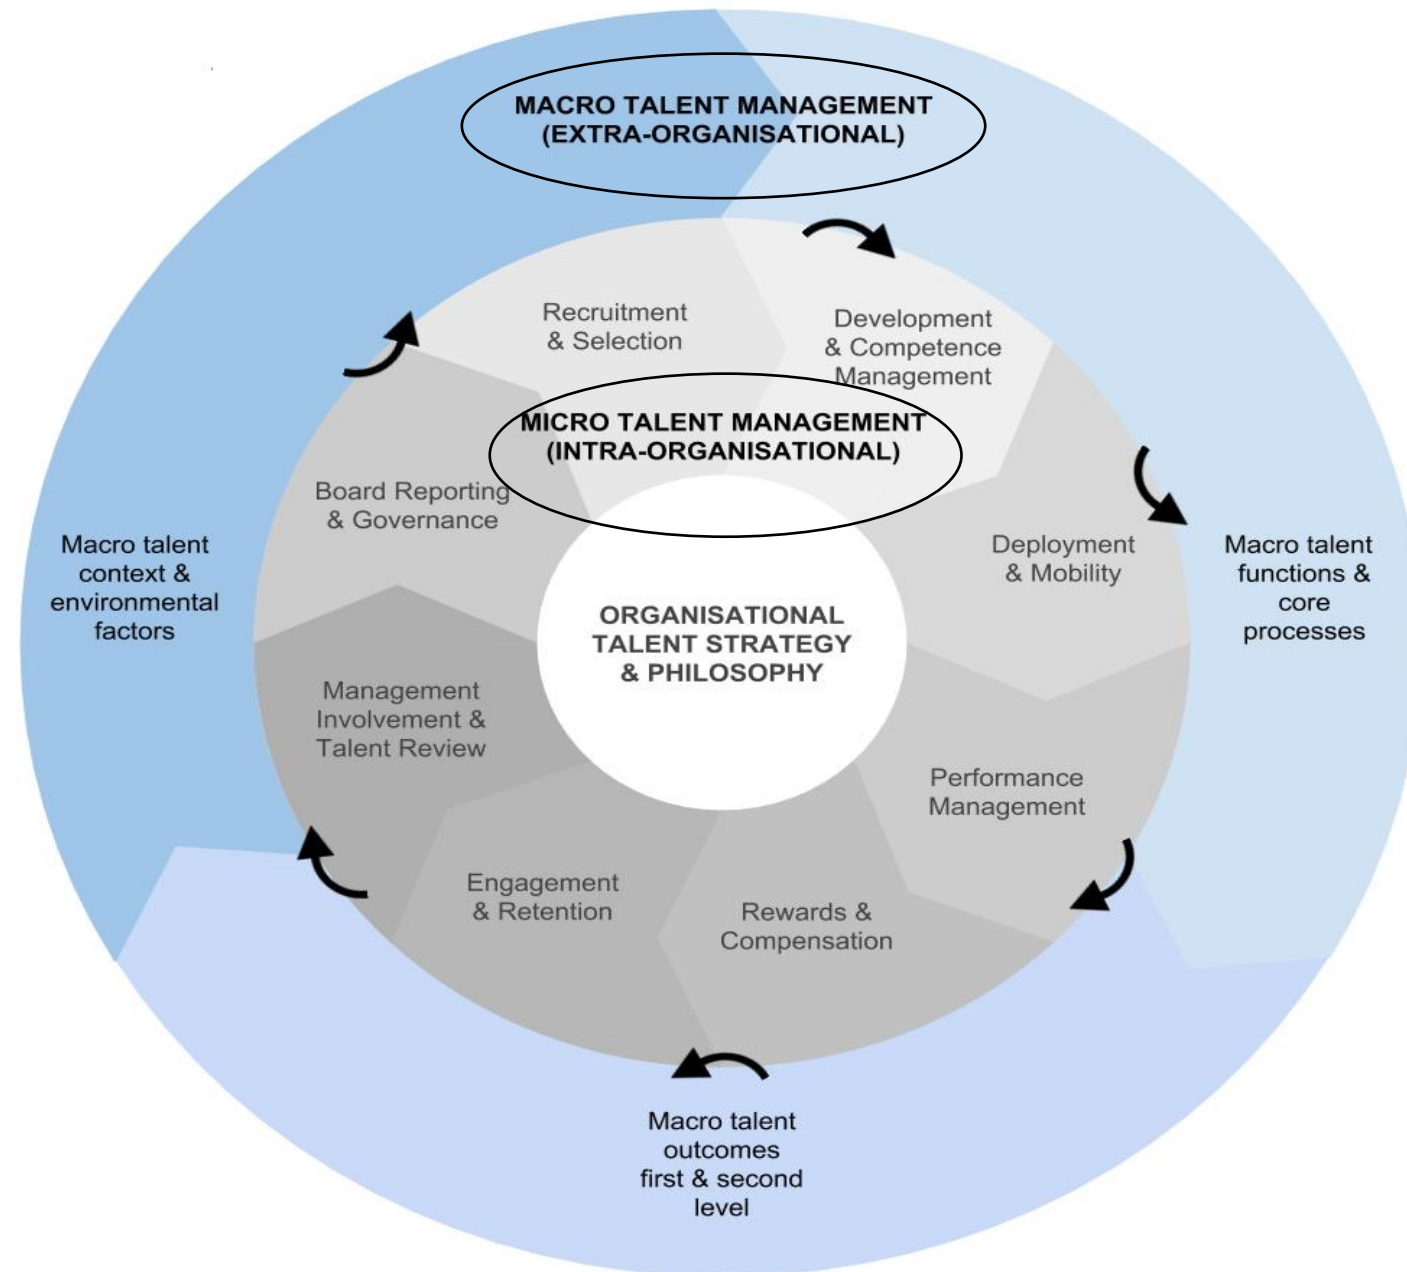 MACRO TALENT MANAGEMENT
(EXTRA-ORGANISATIONAL)
Recruitment
& Selection
Development
& Competence
Management
MICRO TALENT MANAGEMENT
(INTRA-ORGANISATIONAL)
Board Reporting
& Governance
Deployment
& Mobility
Macro talent
context &
environmental
factors
Macro talent
functions &
core
processes
ORGANISATIONAL
TALENT STRATEGY
& PHILOSOPHY
Management
Involvement &
Talent Review
Performance
Management
Engagement
& Retention
Rewards &
Compensation
Macro talent
outcomes
first & second
level